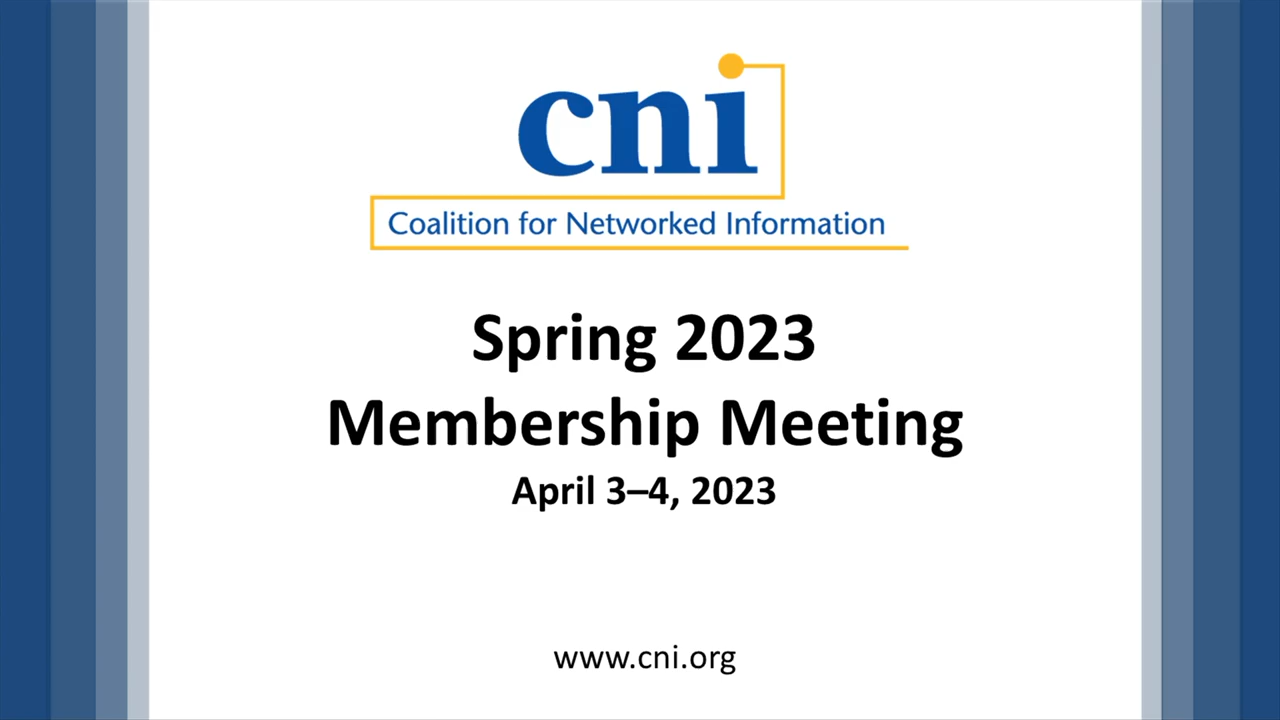 cni
Coalition for Networked Information
Spring 2023
Membership Meeting
April 3–4, 2023
www.cni.org